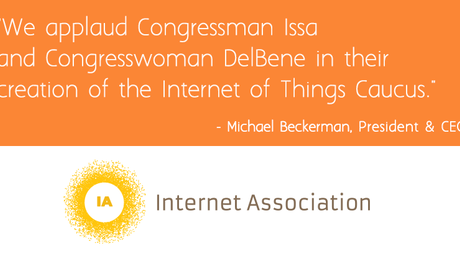 "We applaud Congressman Issa
and Congresswoman DelBene in their
creation of the Internet of Things Caucus."
- Michael Beckerman, President & CEO
IA
Internet Association